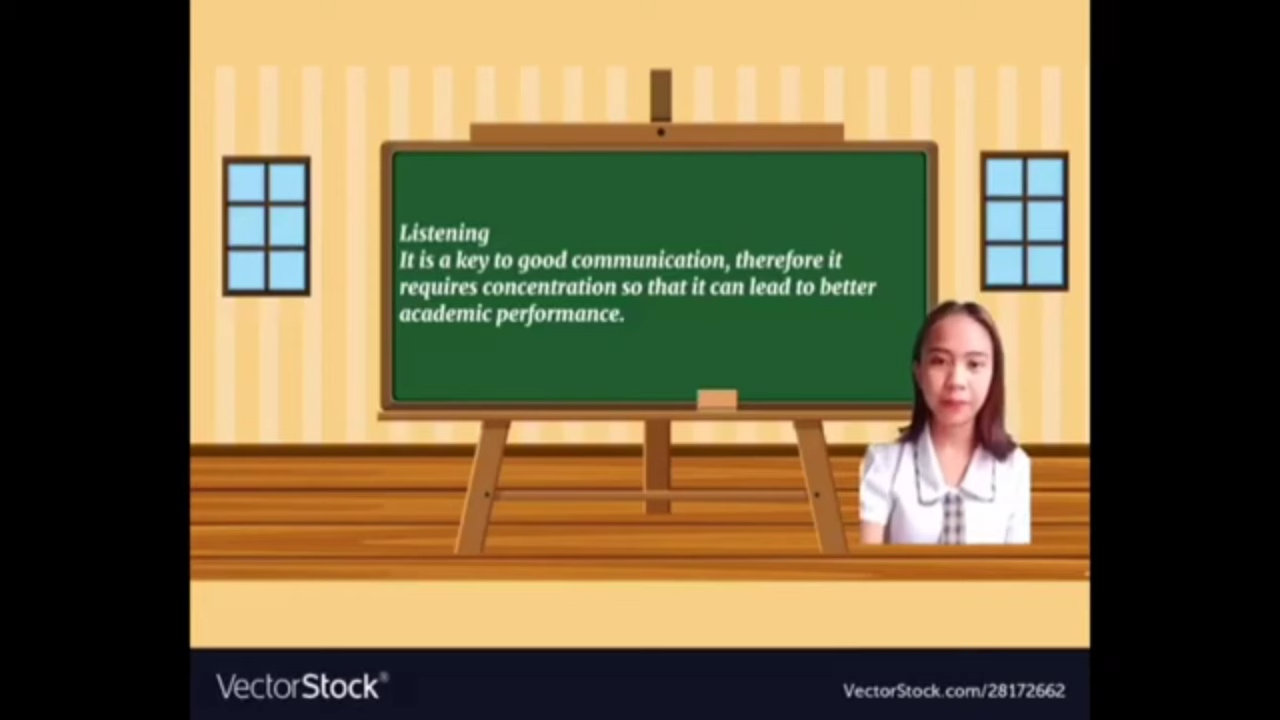 Listening
It is a key to good communication, therefore it
requires concentration so that it can lead to better
academic performance.
VectorStock®
VectorStock.com/28172662